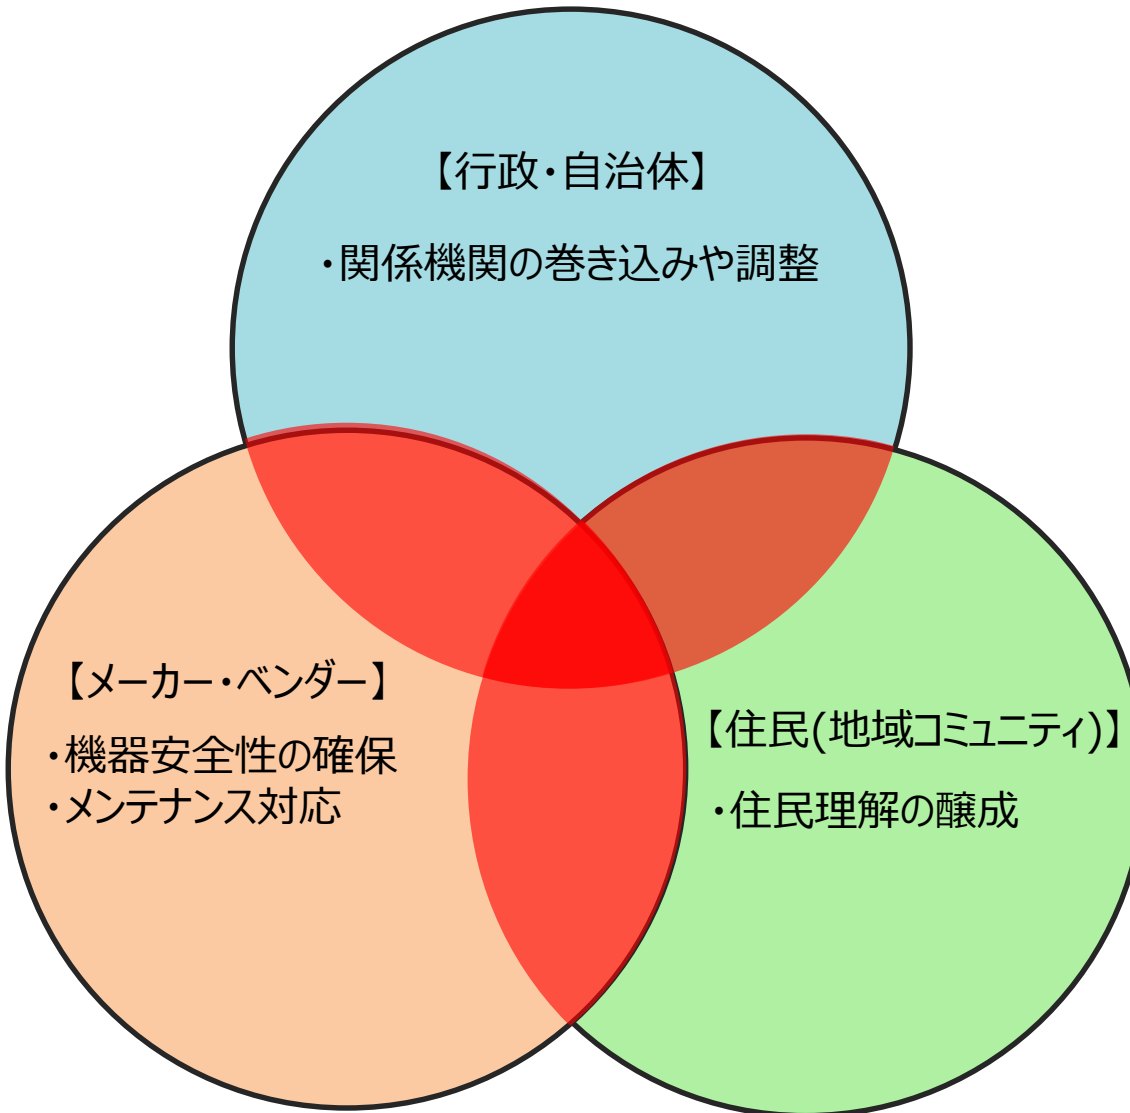 【行政・自治体】
・関係機関の巻き込みや調整
【メーカー・ベンダー】
・機器安全性の確保
・メンテナンス対応
【住民(地域コミュニティ)】
・住民理解の醸成